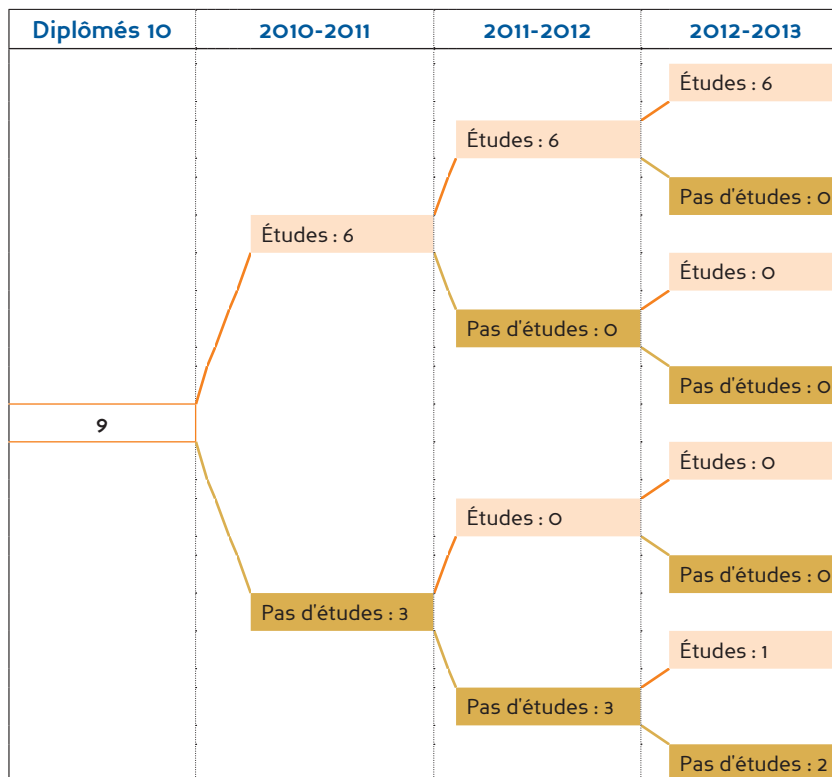 Diplômés 10 2010-2011 2011-2012 2012-2013
Études : 6
Études : 6
Pas d'études : 0
Études : 6
Études : 0
Pas d'études : 0
Pas d'études : 0
9
Études : 0
Études : 0
Pas d'études : 0
Pas d'études : 3
Études : 1
Pas d'études : 3
Pas d'études : 2